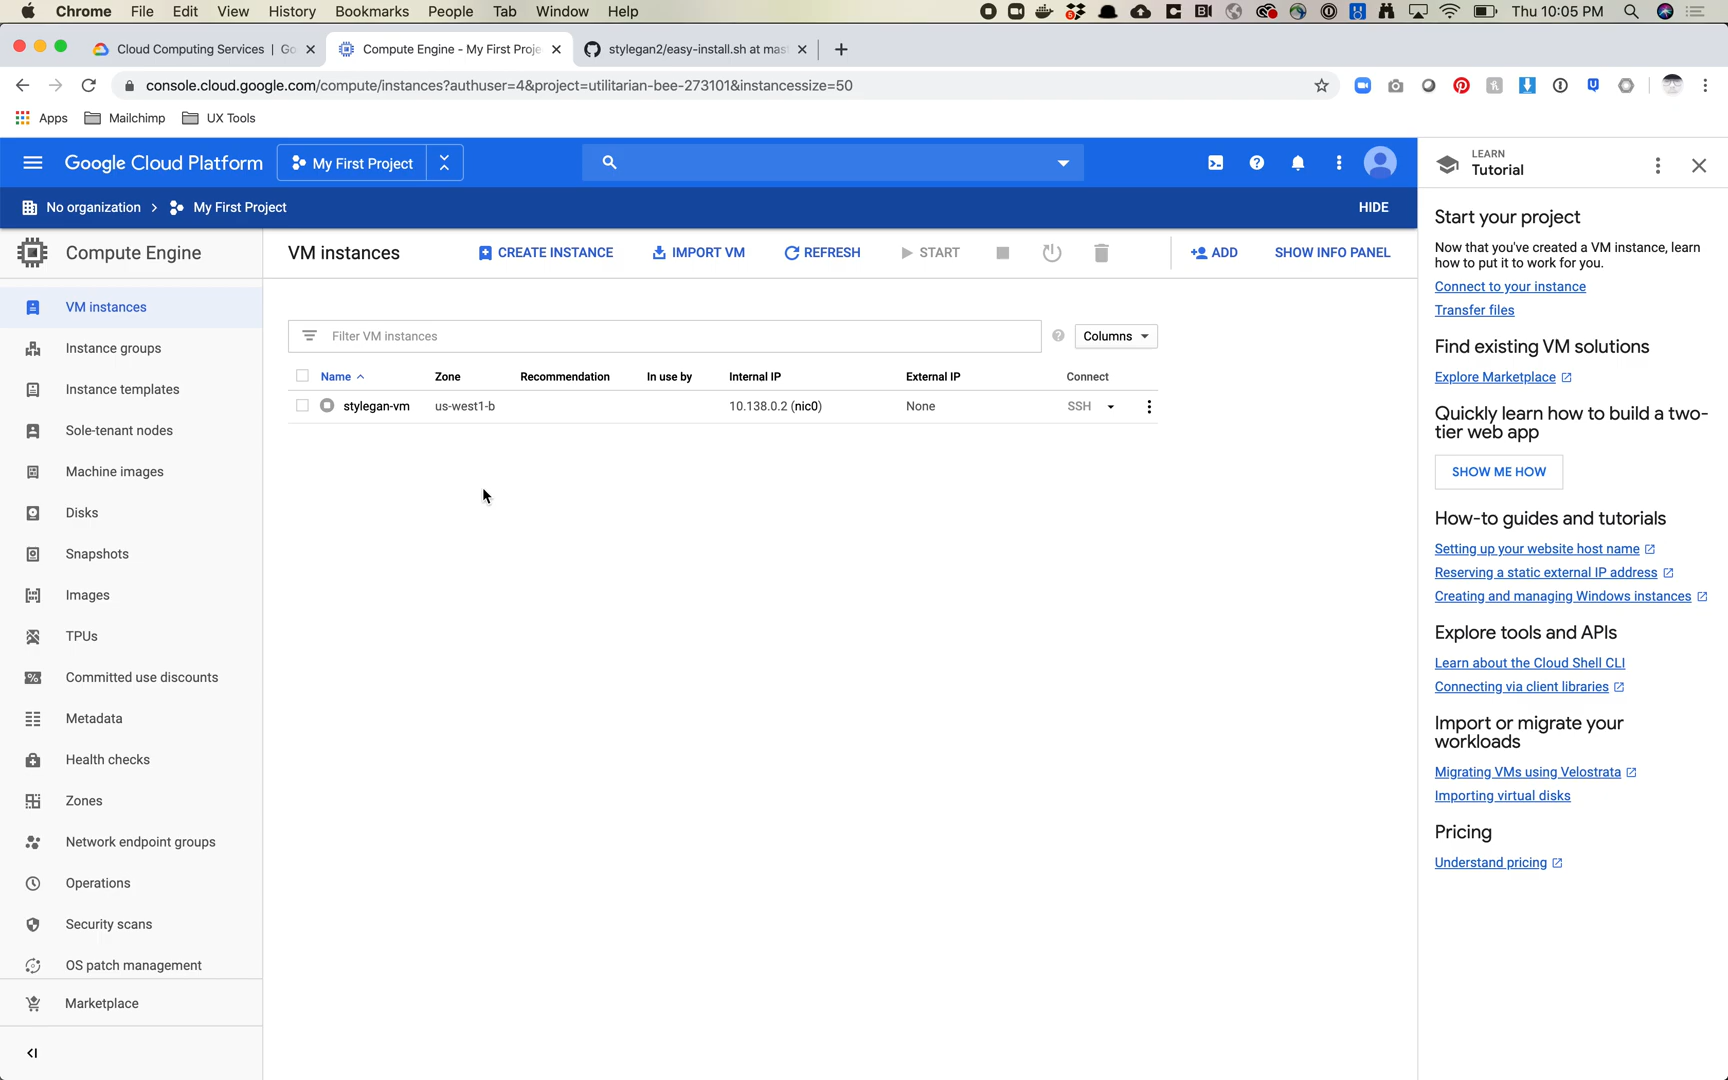 Chrome File Edit View History Bookmarks People Tab Window Help Thu 10:05 PM
Cloud Computing Services | Go Compute Engine - My First Proje stylegan2/easy-install.sh at mas
console.cloud.google.com/compute/instances?authuser=4&project=utilitarian-bee-273101&instancessize=50
Apps Mailchimp UX Tools
Google Cloud Platform My First Project
No organization My First Project HIDE
Compute Engine
VM instances
Instance groups
Instance templates
Sole-tenant nodes
Machine images
Disks
Snapshots
Images
TPUs
Committed use discounts
Metadata
Health checks
Zones
Network endpoint groups
Operations
Security scans
OS patch management
Marketplace
VM instances CREATE INSTANCE IMPORT VM REFRESH START ADD SHOW INFO PANEL
Filter VM instances Columns
Name Zone Recommendation In use by Internal IP External IP Connect
stylegan-vm us-west1-b 10.138.0.2 (nic0) None SSH
LEARN
Tutorial
Start your project
Now that you've created a VM instance, learn
how to put it to work for you.
Connect to your instance
Transfer files
Find existing VM solutions
Explore Marketplace
Quickly learn how to build a two-
tier web app
SHOW ME HOW
How-to guides and tutorials
Setting up your website host name
Reserving a static external IP address
Creating and managing Windows instances
Explore tools and APIs
Learn about the Cloud Shell CLI
Connecting via client libraries
Import or migrate your
workloads
Migrating VMs using Velostrata
Importing virtual disks
Pricing
Understand pricing